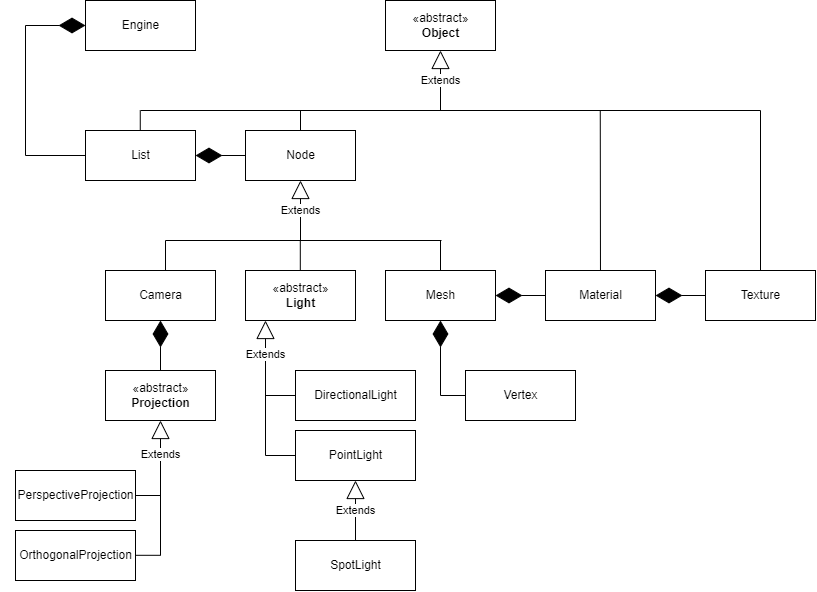 Engine
«abstract»
Object
Extends
List
Node
Extends
Camera
«abstract»
Light
Mesh
Material
Texture
Extends
«abstract»
Projection
DirectionalLight
Vertex
Extends
PointLight
PerspectiveProjection
Extends
OrthogonalProjection
SpotLight